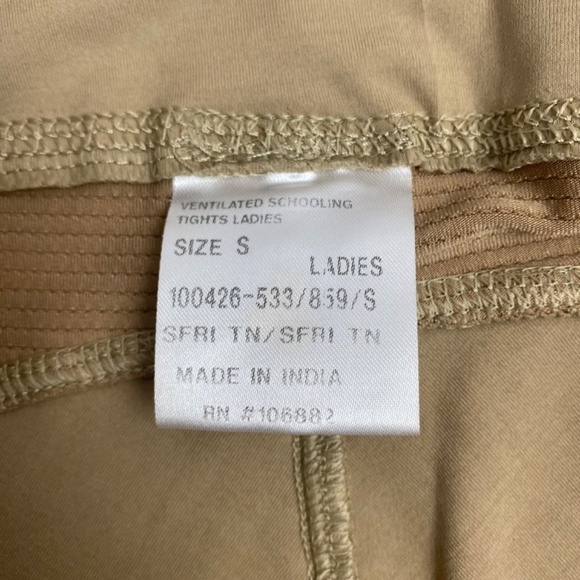 VENTILATED SCHOOLING
TIGHTS LADIES
SIZE S
LADIES
100426-533/859/S
SFRI TN/SFRI TN
MADE IN INDIA
RN #106882